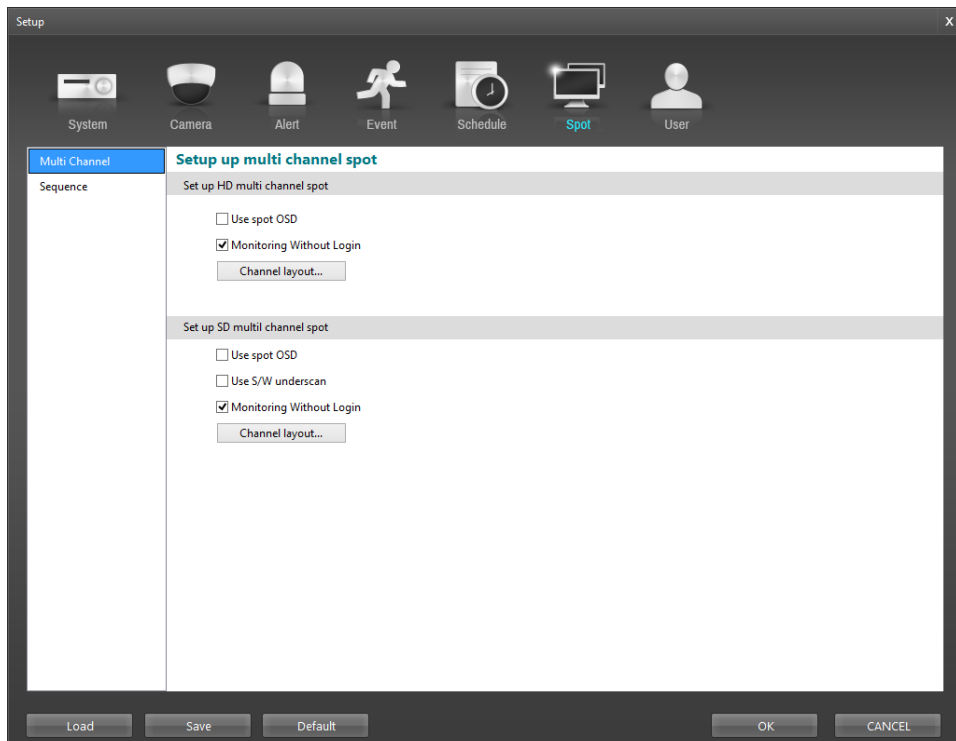 Setup X
System Camera Alert Event Schedule Spot User
Multi Channel
Sequence
Setup up multi channel spot
Set up HD multi channel spot
Use spot OSD
Monitoring Without Login
Channel layout...
Set up SD multil channel spot
Use spot OSD
Use S/W underscan
Monitoring Without Login
Channel layout...
Load Save Default OK CANCEL